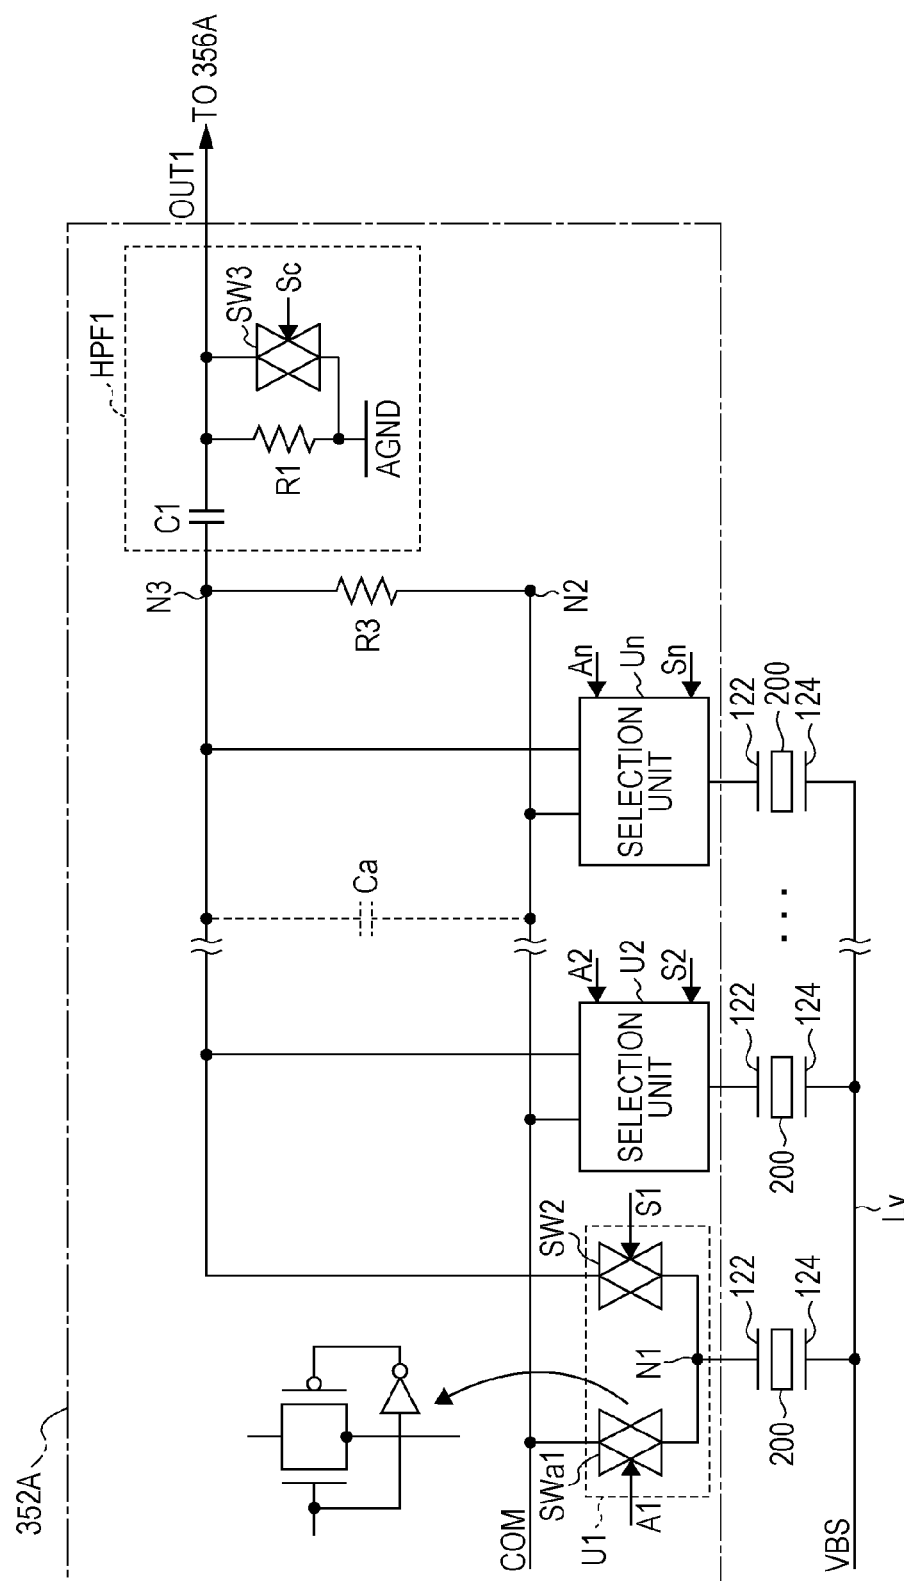 352A
HPF1
N3
C1
OUT1
TO 356A
SW3
Sc
R1
AGND
Ca
R3
N2
COM
SWa1
SW2
U1
A1
N1
S1
A2
U2
SELECTION
UNIT
S2
An
Un
SELECTION
UNIT
Sn
122
200
124
122
200
124
. . .
122
200
124
VBS
Lv